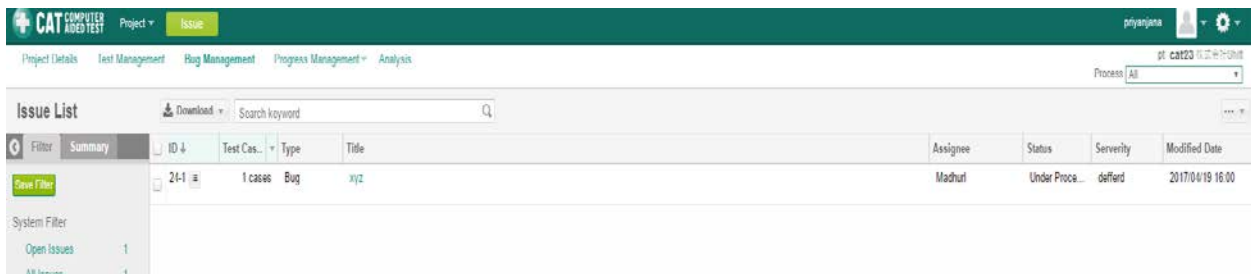 CAT COMPUTER AIDED TEST Project Issue priyanjana
Project Details Test Management Bug Management Progress Management Analysis pt cat23
Process All
Issue List Download Search keyword
Filter Summary ID↓ Test Cas.. Type Title Assignee Status Serverity Modified Date
Save Filter 24-1 1 cases Bug xyz Madhuri Under Proce... defferd 2017/04/19 16:00
System Filter
Open Issues 1